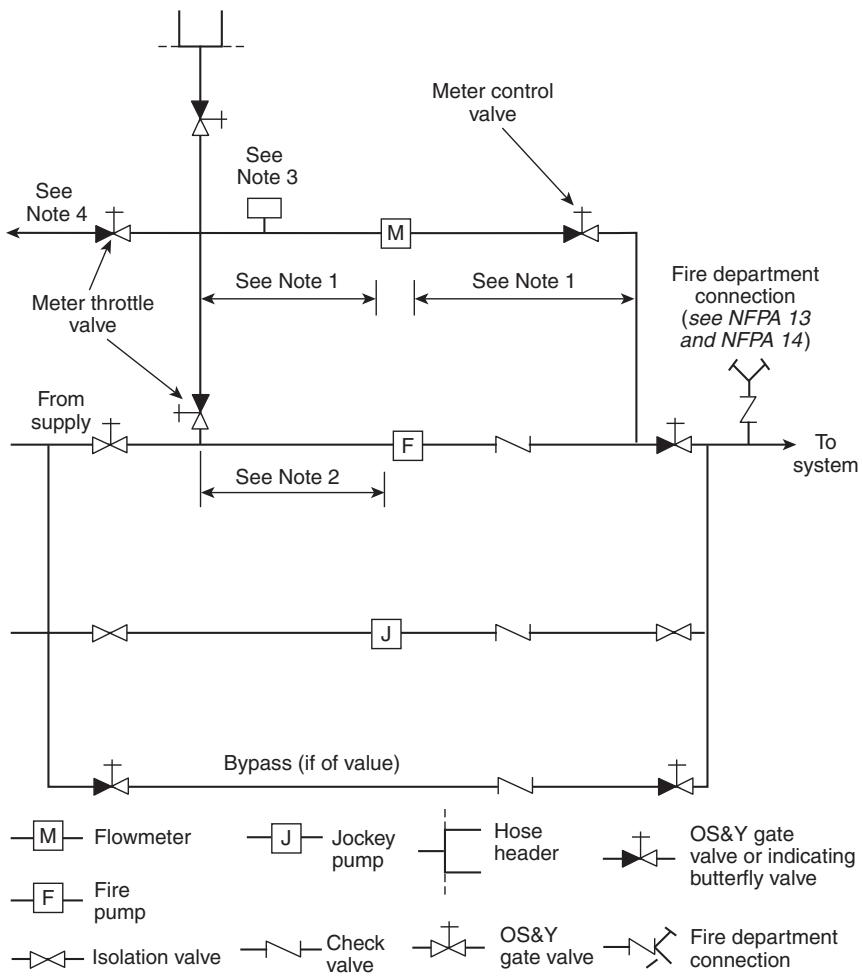 Meter control
valve
See
Note 3
See
Note 4
M
Meter throttle
valve
See Note 1
See Note 1
Fire department
connection
(see NFPA 13
and NFPA 14)
From
supply
F
To
system
See Note 2
J
Bypass (if of value)
M
Flowmeter
J
Jockey
pump
Hose
header
OS&Y gate
valve or indicating
butterfly valve
F
Fire
pump
Isolation valve
Check
valve
OS&Y
gate valve
Fire department
connection